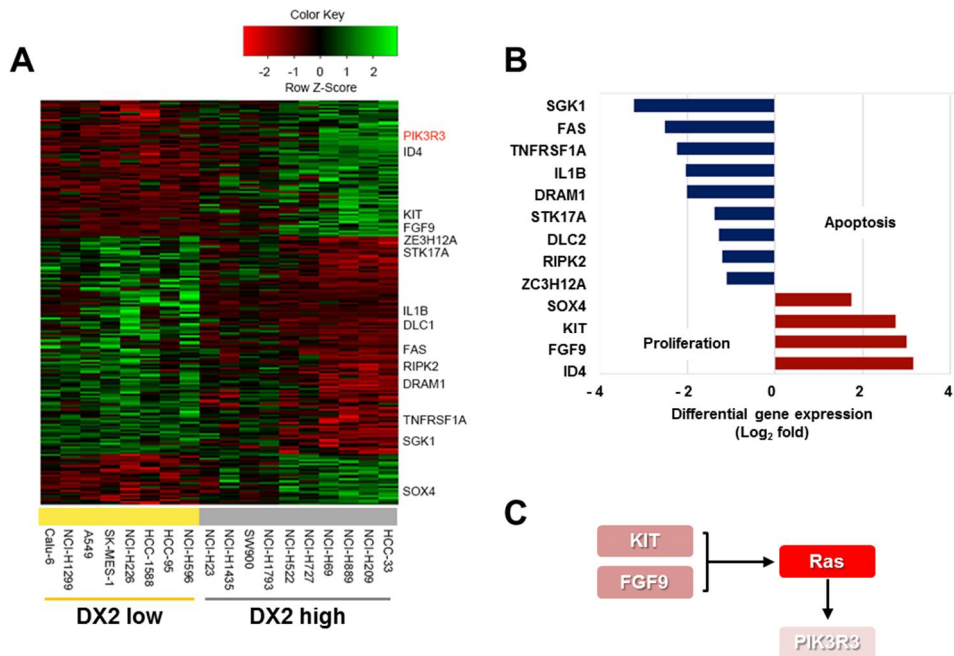 A
Color Key
-2 -1 0 1 2
Row Z-Score
PIK3R3
ID4
KIT
FGF9
ZE3H12A
STK17A
IL1B
DLC1
FAS
RIPK2
DRAM1
TNFRSF1A
SGK1
SOX4
Calu-6
NCI-H1299
A549
SK-MES-1
NCI-H226
HCC-1588
HCC-95
NCI-H596
NCI-H23
NCI-H1435
SW900
NCI-H1793
NCI-H522
NCI-H727
NCI-H69
NCI-H889
NCI-H209
HCC-33
DX2 low
DX2 high
B
SGK1
FAS
TNFRSF1A
IL1B
DRAM1
STK17A
DLC2
RIPK2
ZC3H12A
SOX4
KIT
FGF9
ID4
Apoptosis
Proliferation
- 4 - 2 0 2 4
Differential gene expression
(Log2 fold)
C
KIT
FGF9
Ras
PIK3R3